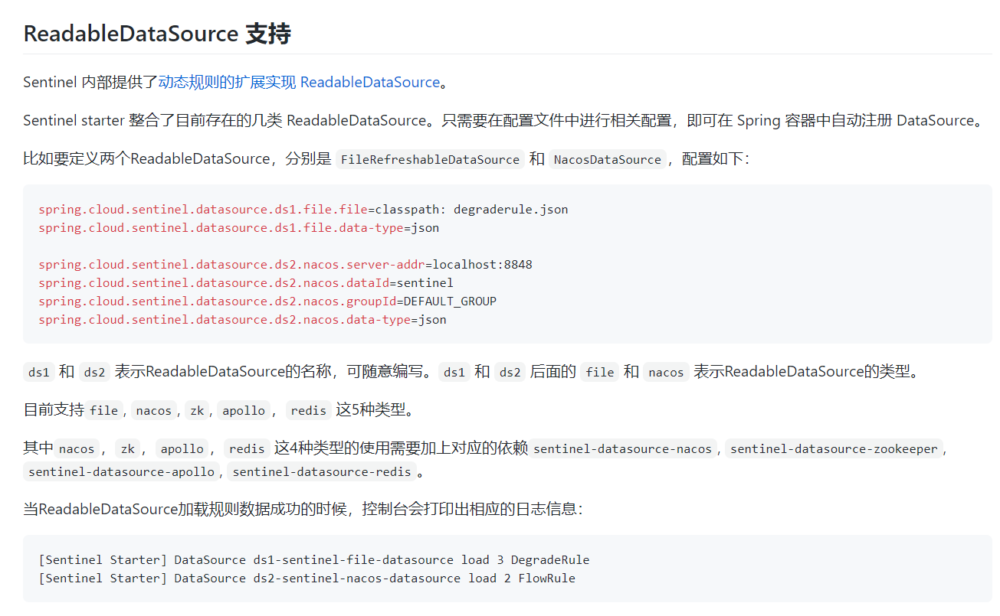 ReadableDataSource 支持
Sentinel 内部提供了动态规则的扩展实现 ReadableDataSource。
Sentinel starter 整合了目前存在的几类 ReadableDataSource。只需要在配置文件中进行相关配置，即可在 Spring 容器中自动注册 DataSource。
比如要定义两个ReadableDataSource，分别是 FileRefreshableDataSource 和 NacosDataSource，配置如下：
spring.cloud.sentinel.datasource.ds1.file.file=classpath: degraderule.json
spring.cloud.sentinel.datasource.ds1.file.data-type=json
spring.cloud.sentinel.datasource.ds2.nacos.server-addr=localhost:8848
spring.cloud.sentinel.datasource.ds2.nacos.dataId=sentinel
spring.cloud.sentinel.datasource.ds2.nacos.groupId=DEFAULT_GROUP
spring.cloud.sentinel.datasource.ds2.nacos.data-type=json
ds1 和 ds2 表示ReadableDataSource的名称，可随意编写。ds1 和 ds2 后面的 file 和 nacos 表示ReadableDataSource的类型。
目前支持 file, nacos, zk, apollo， redis 这5种类型。
其中 nacos， zk， apollo， redis 这4种类型的使用需要加上对应的依赖 sentinel-datasource-nacos, sentinel-datasource-zookeeper,
sentinel-datasource-apollo, sentinel-datasource-redis。
当ReadableDataSource加载规则数据成功的时候，控制台会打印出相应的日志信息：
[Sentinel Starter] DataSource ds1-sentinel-file-datasource load 3 DegradeRule
[Sentinel Starter] DataSource ds2-sentinel-nacos-datasource load 2 FlowRule